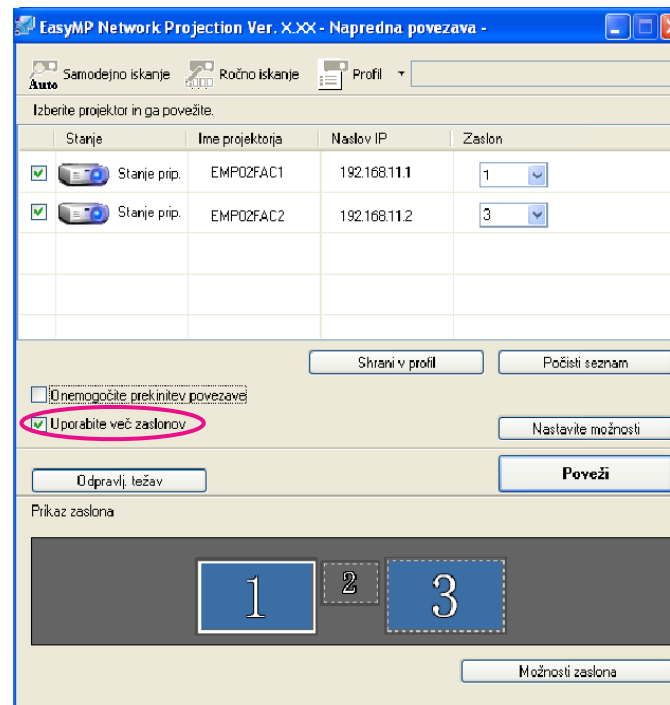 EasyMP Network Projection Ver. X.XX - Napredna povezava -
Auto Samodejno iskanje Ročno iskanje Profil
Izberite projektor in ga povežite.
Stanje Ime projektorja Naslov IP Zaslon
Stanje prip. EMP02FAC1 192.168.11.1 1
Stanje prip. EMP02FAC2 192.168.11.2 3
Shrani v profil Počisti seznam
Onemogočite prekinitev povezave
Uporabite več zaslonov
Nastavite možnosti
Odpravlj. težav Poveži
Prikaz zaslona
1 2 3
Možnosti zaslona